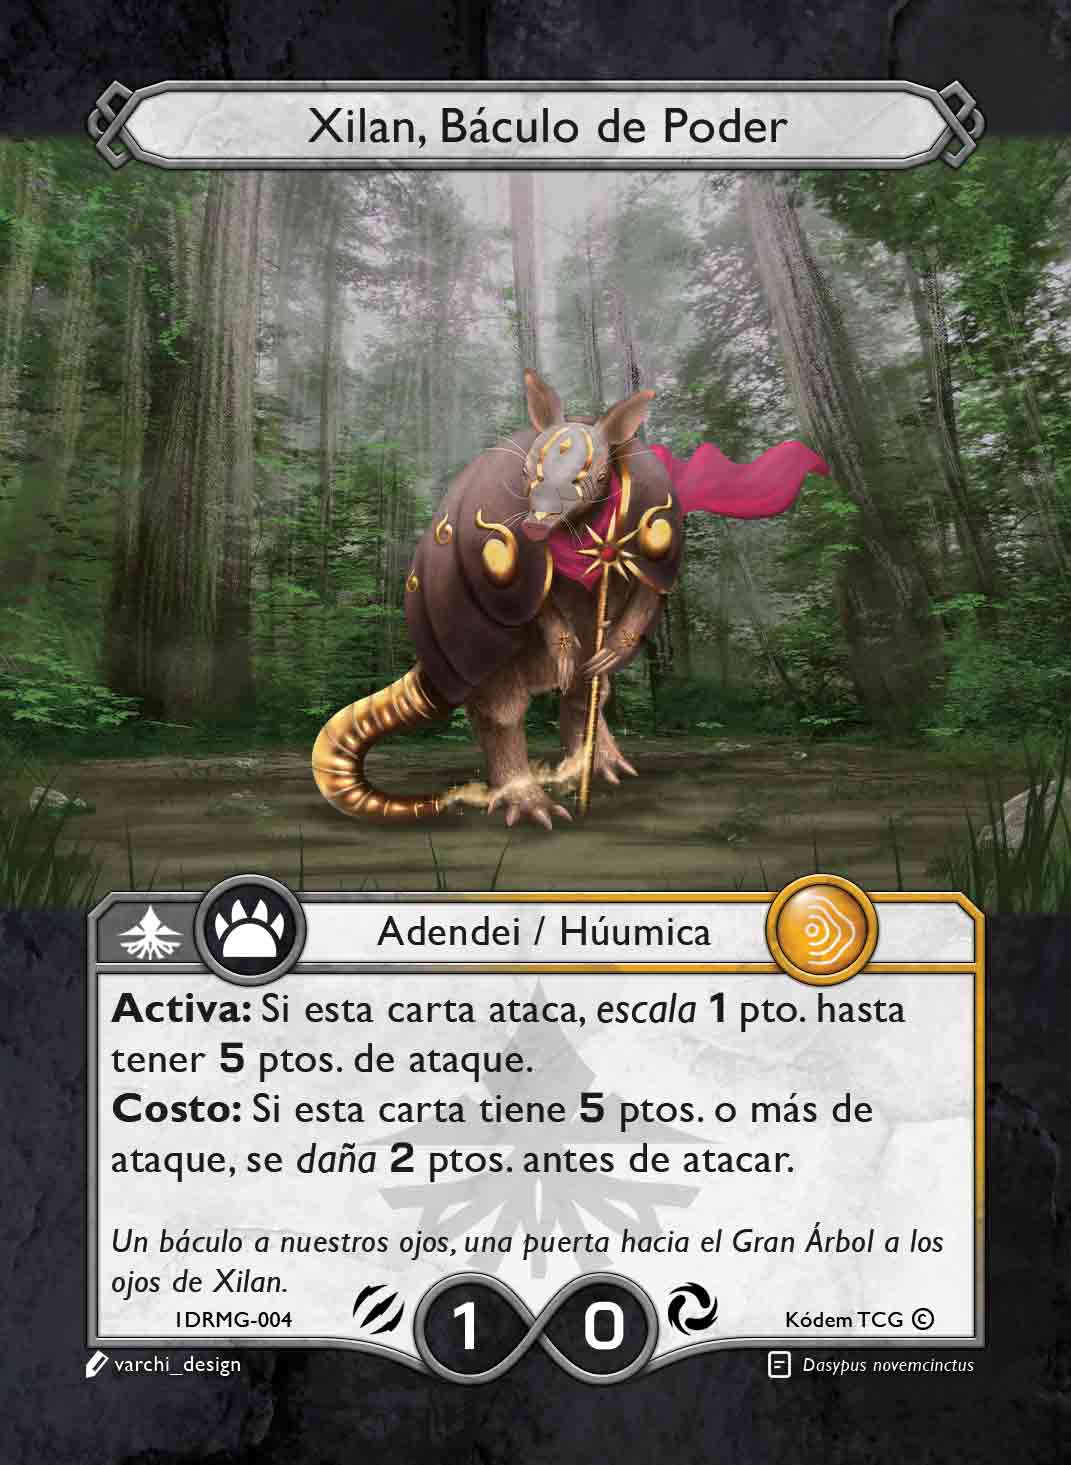 Xilan, Báculo de Poder
Adendei / Húumica
Activa: Si esta carta ataca, escala 1 pto. hasta
tener 5 ptos. de ataque.
Costo: Si esta carta tiene 5 ptos. o más de
ataque, se daña 2 ptos. antes de atacar.
Un báculo a nuestros ojos, una puerta hacia el Gran Árbol a los
ojos de Xilan.
1DRMG-004
1 0
Kódem TCG ©
varchi_design
Dasypus novemcinctus